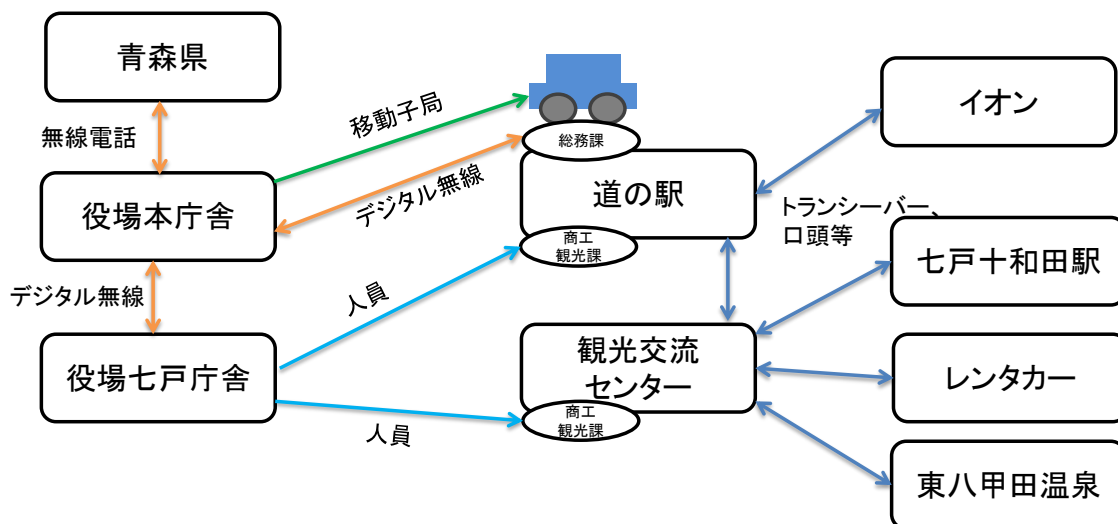 青森県
無線電話
役場本庁舎
デジタル無線
役場七戸庁舎
移動子局
デジタル無線
人員
人員
総務課
道の駅
商工
観光課
観光交流
センター
商工
観光課
イオン
トランシーバー、
口頭等
七戸十和田駅
レンタカー
東八甲田温泉